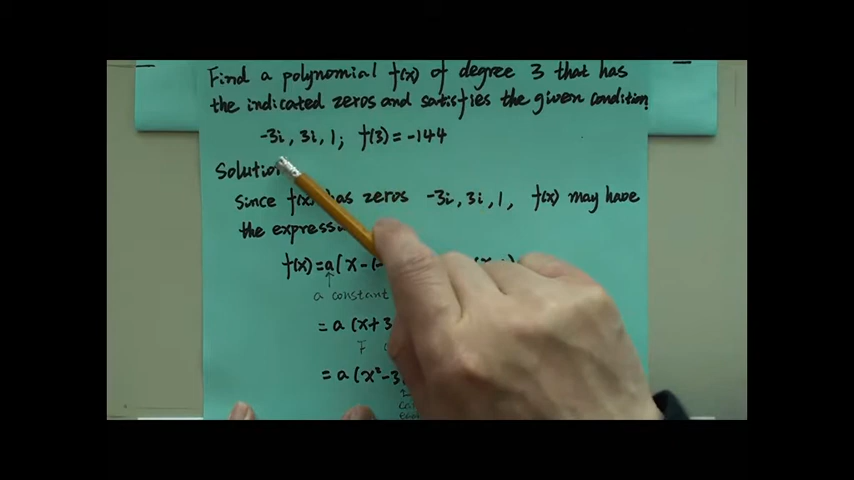 Find a polynomial f(x) of degree 3 that has
the indicated zeros and satisfies the given condition
-3i, 3i, 1; f(3) = -144
Solution
Since f(x) has zeros -3i, 3i, 1, f(x) may have
the
f(x) = a(x-(-
a constant
= a(x+3
F
= a(x²-3